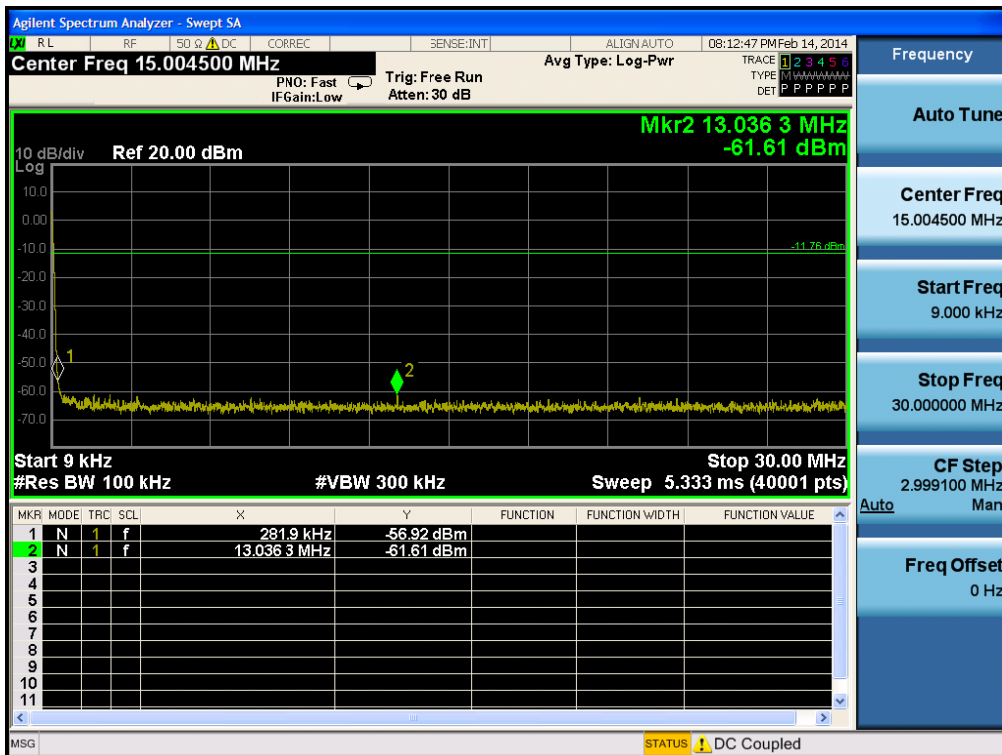 Agilent Spectrum Analyzer - Swept SA
LXI RL RF 50 Ω DC CORREC SENSE:INT ALIGN AUTO 08:12:47 PM Feb 14, 2014
Center Freq 15.004500 MHz
PNO: Fast
IFGain:Low
Trig: Free Run
Atten: 30 dB
Avg Type: Log-Pwr
TRACE 1 2 3 4 5 6
TYPE MWWWWW
DET P P P P P P
Mkr2 13.036 3 MHz
-61.61 dBm
10 dB/div Ref 20.00 dBm
Log
10.0
0.00
-10.0
-11.76 dBm
-20.0
-30.0
-40.0
-50.0
-60.0
-70.0
1
2
Start 9 kHz
Stop 30.00 MHz
#Res BW 100 kHz #VBW 300 kHz Sweep 5.333 ms (40001 pts)
MKR MODE TRC SCL X Y FUNCTION FUNCTION WIDTH FUNCTION VALUE
1 N 1 f 281.9 kHz -56.92 dBm
2 N 1 f 13.036 3 MHz -61.61 dBm
3
4
5
6
7
8
9
10
11
MSG
STATUS DC Coupled
Frequency
Auto Tune
Center Freq
15.004500 MHz
Start Freq
9.000 kHz
Stop Freq
30.000000 MHz
CF Step
2.999100 MHz
Auto Man
Freq Offset
0 Hz